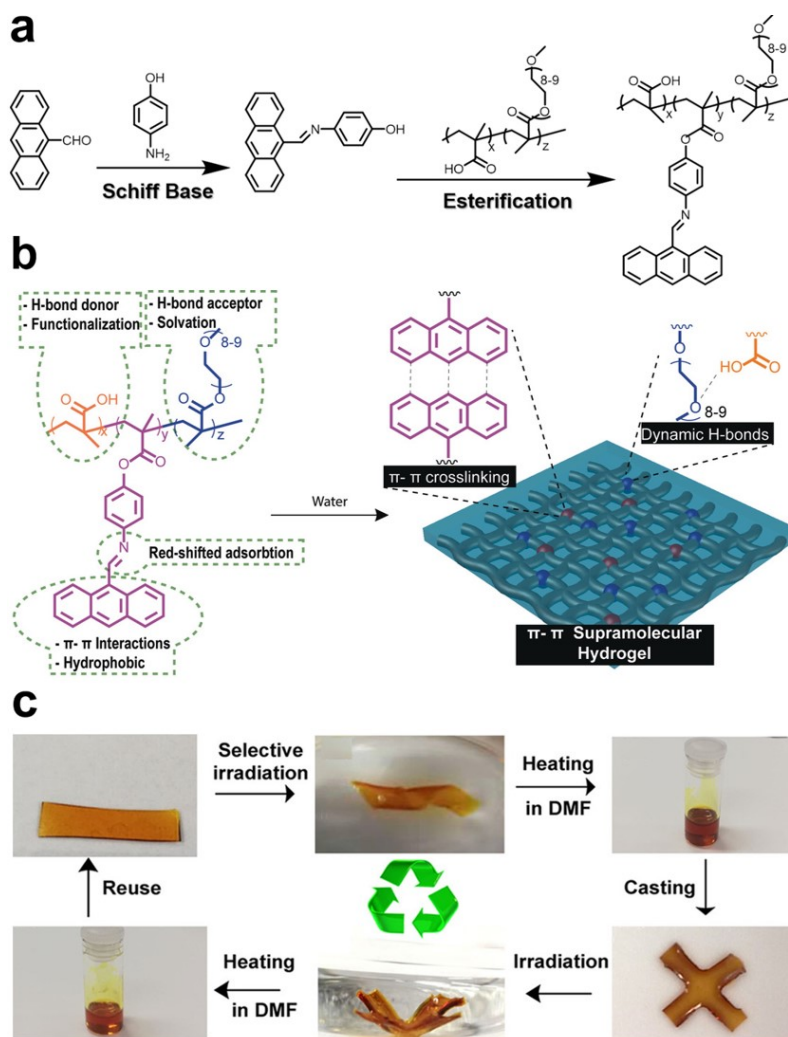 a
OH
CHO
NH2
Schiff Base
N
OH
O
8-9
O
O
O
x
z
HO
O
Esterification
O
8-9
O
OH
O
O
O
x
y
z
O
O
N
b
- H-bond donor
- Functionalization
- H-bond acceptor
- Solvation
O
8-9
O
OH
O
O
O
x
y
z
O
O
N
Red-shifted adsorbtion
- π- π Interactions
- Hydrophobic
Water
π- π crosslinking
O
O
8-9
HO
O
Dynamic H-bonds
π- π Supramolecular
Hydrogel
c
Selective
irradiation
Heating
in DMF
Reuse
Casting
Heating
in DMF
Irradiation